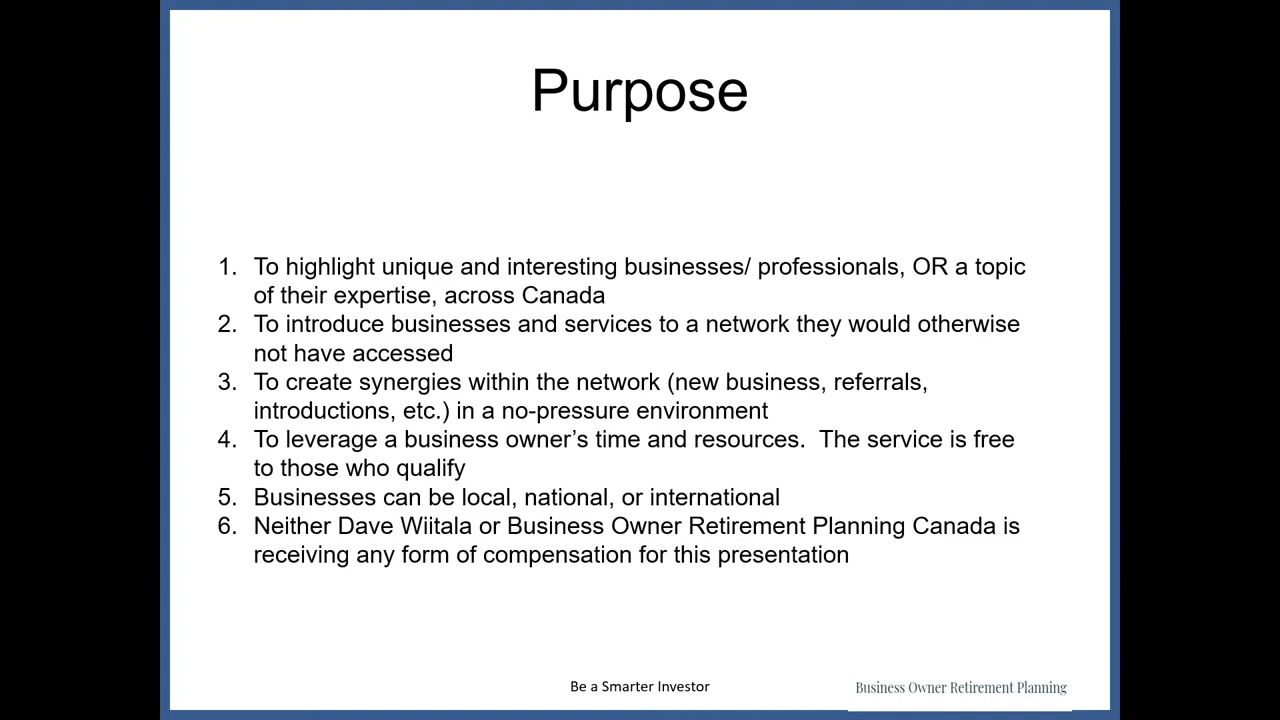 Purpose
1. To highlight unique and interesting businesses/ professionals, OR a topic
of their expertise, across Canada
2. To introduce businesses and services to a network they would otherwise
not have accessed
3. To create synergies within the network (new business, referrals,
introductions, etc.) in a no-pressure environment
4. To leverage a business owner’s time and resources.  The service is free
to those who qualify
5. Businesses can be local, national, or international
6. Neither Dave Wiitala or Business Owner Retirement Planning Canada is
receiving any form of compensation for this presentation
Be a Smarter Investor
Business Owner Retirement Planning